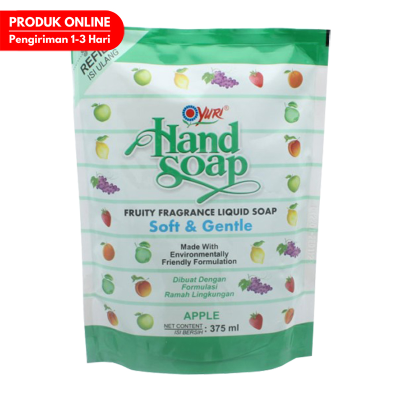 PRODUK ONLINE
Pengiriman 1-3 Hari
REFILL
ISI ULANG
YURI®
Hand
Soap
FRUITY FRAGRANCE LIQUID SOAP
Soft & Gentle
Made With
Environmentally
Friendly Formulation
Dibuat Dengan
Formulasi
Ramah Lingkungan
APPLE
NET CONTENT
ISI BERSIH : 375 ml